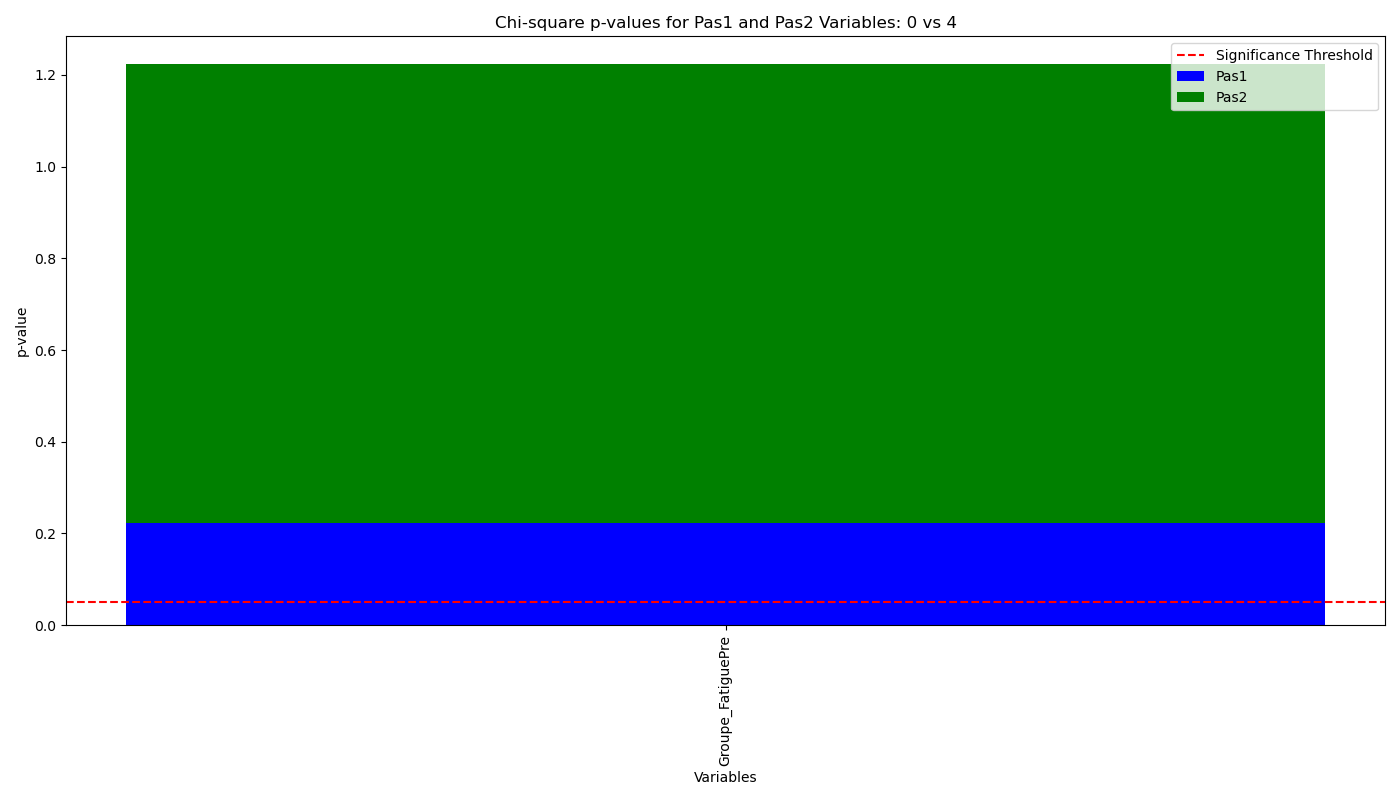 Chi-square p-values for Pas1 and Pas2 Variables: 0 vs 4
Significance Threshold
Pas1
Pas2
p-value
1.2
1.0
0.8
0.6
0.4
0.2
0.0
Groupe_FatiguePre
Variables